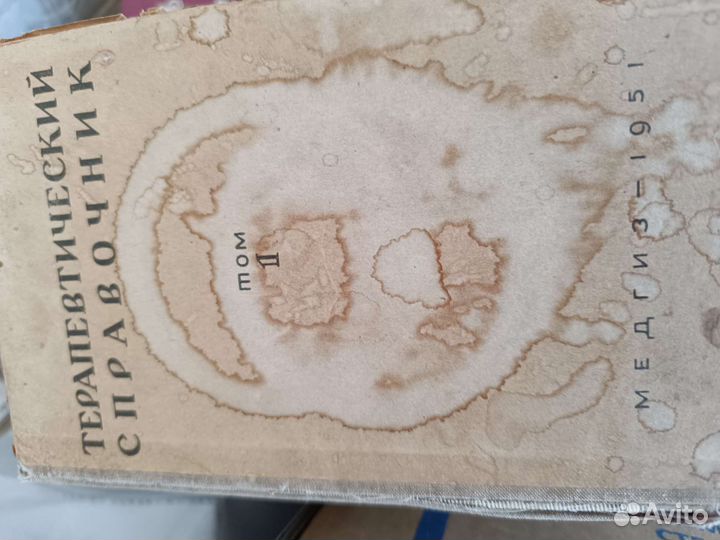 ТЕРАПЕВТИЧЕСКИЙ
СПРАВОЧНИК
том
II
МЕДГИЗ—1951
Avito